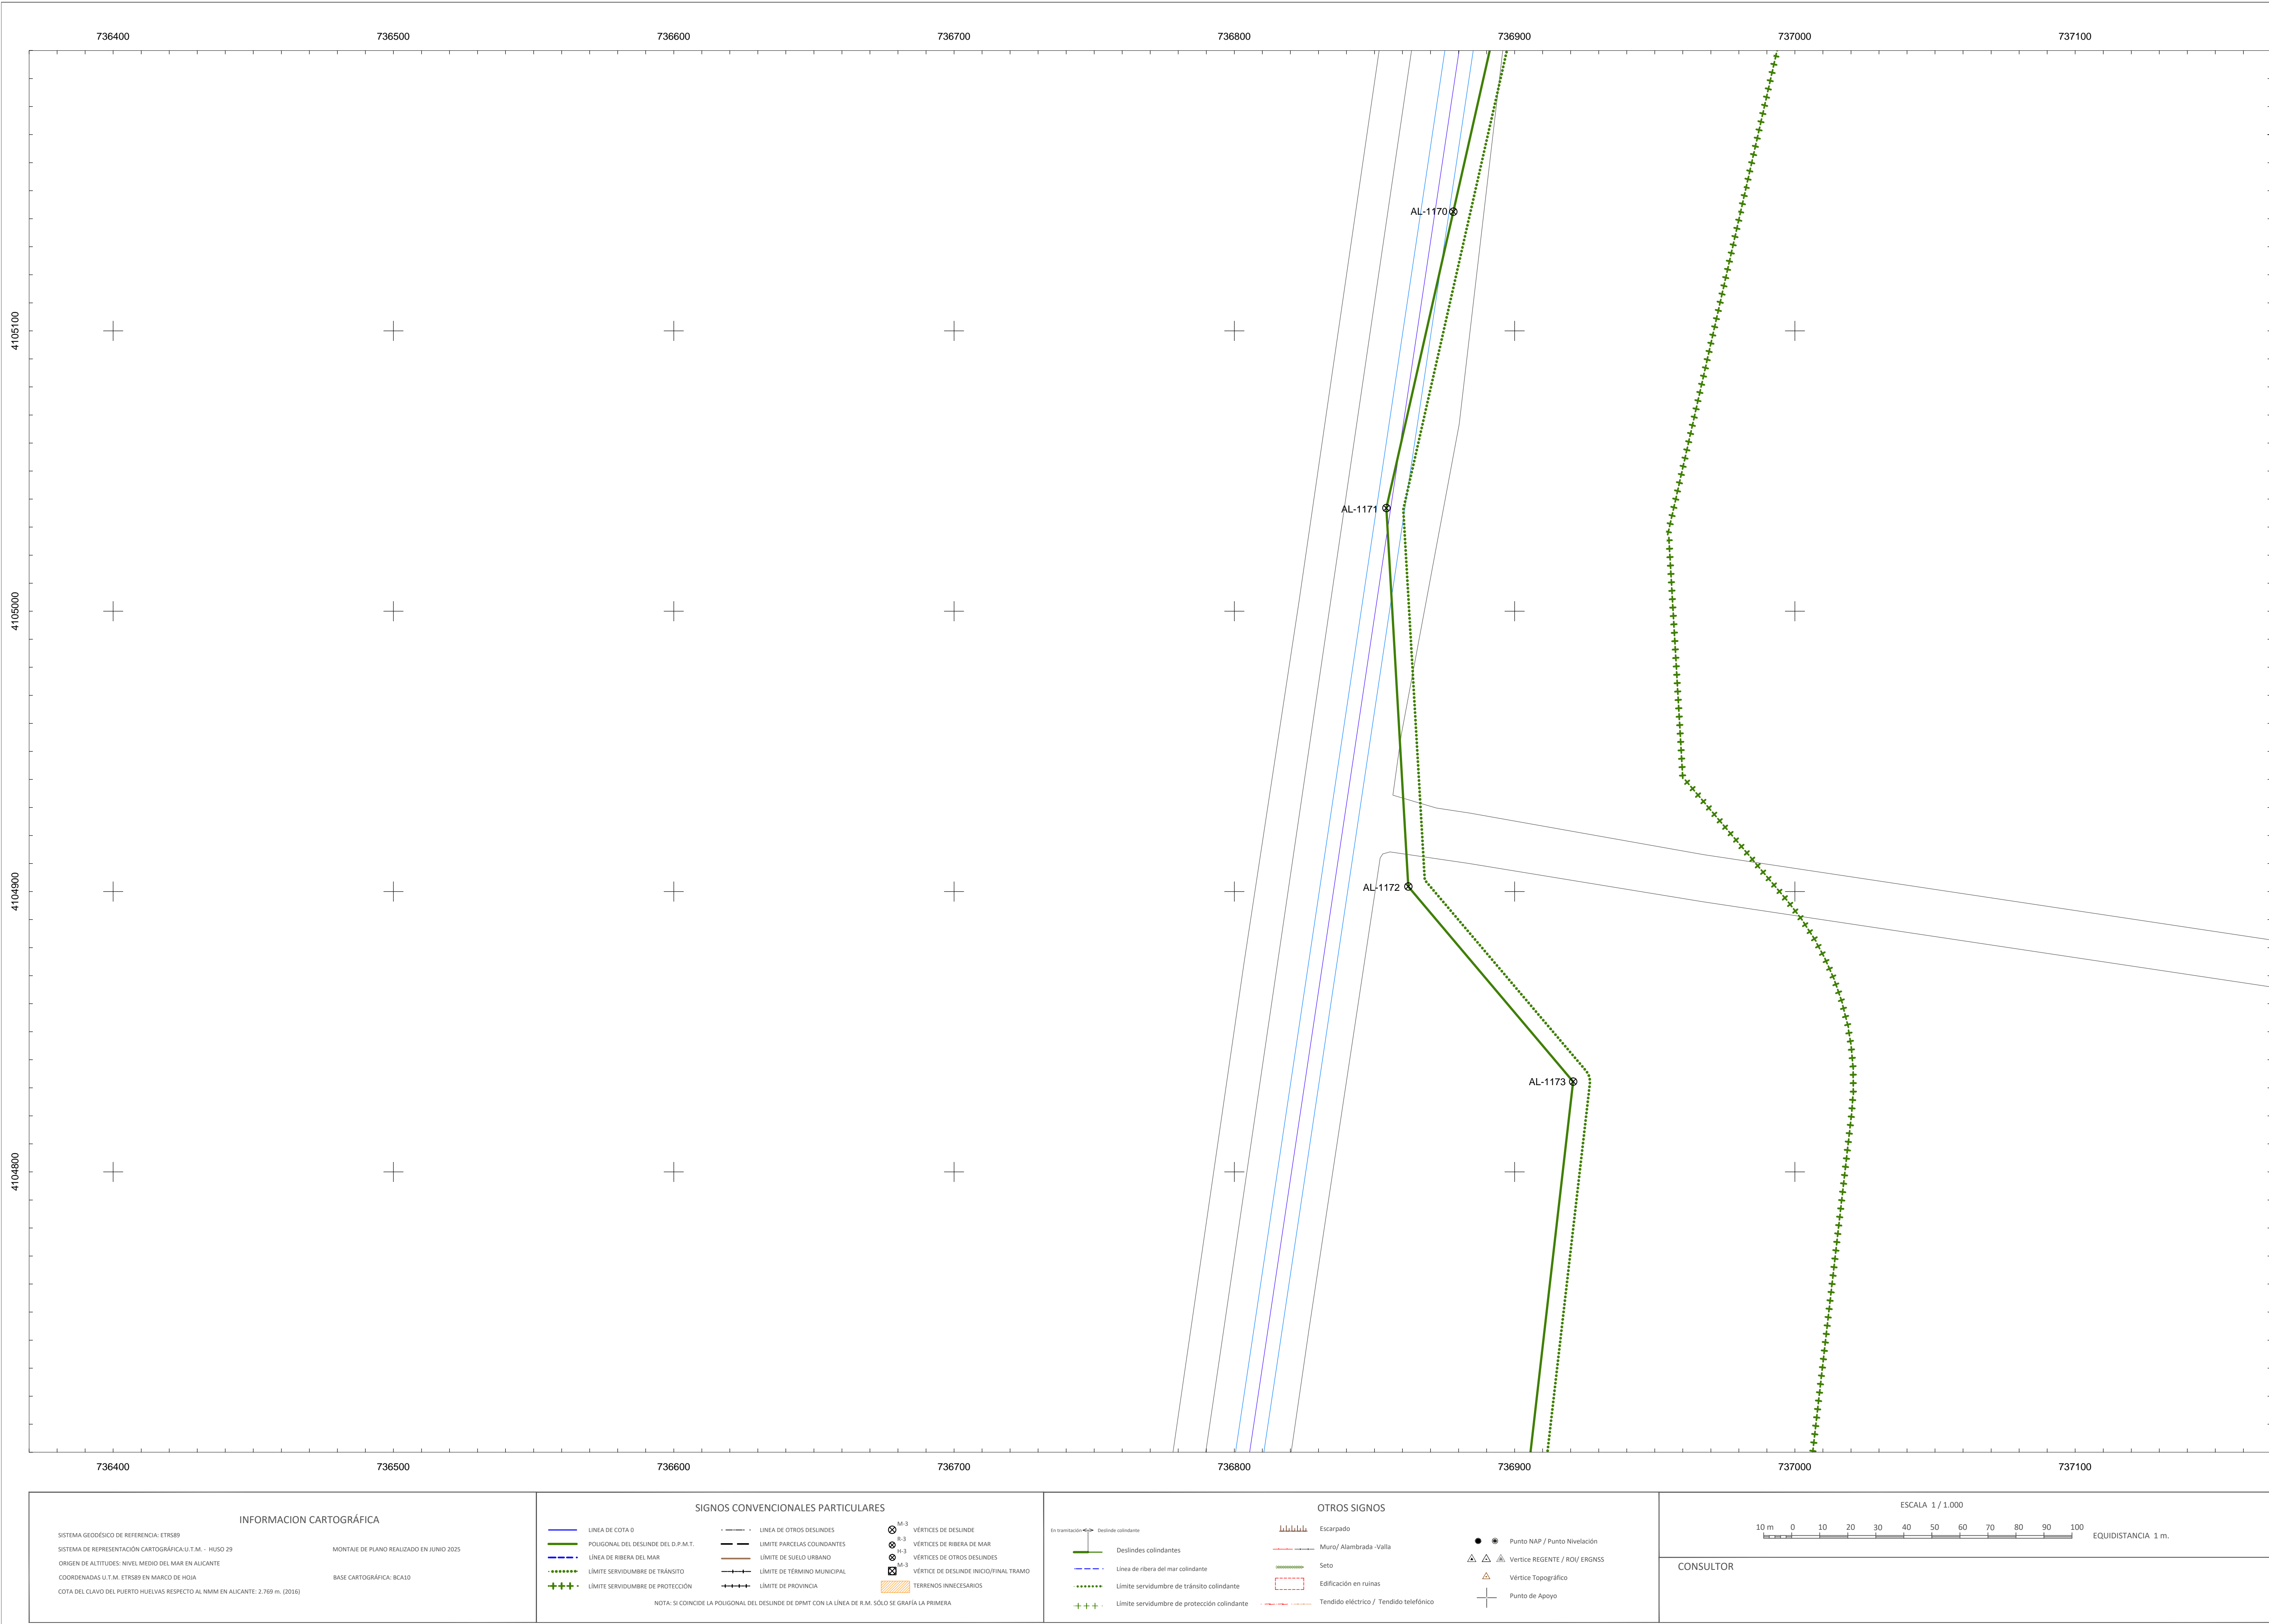 736400 736500 736600 736700 736800 736900 737000 737100
4105100
4105000
4104900
4104800
AL-1170
AL-1171
AL-1172
AL-1173
736400 736500 736600 736700 736800 736900 737000 737100
INFORMACION CARTOGRÁFICA
SISTEMA GEODÉSICO DE REFERENCIA: ETRS89
SISTEMA DE REPRESENTACIÓN CARTOGRÁFICA:U.T.M. - HUSO 29
MONTAJE DE PLANO REALIZADO EN JUNIO 2025
ORIGEN DE ALTITUDES: NIVEL MEDIO DEL MAR EN ALICANTE
COORDENADAS U.T.M. ETRS89 EN MARCO DE HOJA
BASE CARTOGRÁFICA: BCA10
COTA DEL CLAVO DEL PUERTO HUELVAS RESPECTO AL NMM EN ALICANTE: 2.769 m. (2016)
SIGNOS CONVENCIONALES PARTICULARES
LINEA DE COTA 0
POLIGONAL DEL DESLINDE DEL D.P.M.T.
LÍNEA DE RIBERA DEL MAR
LÍMITE SERVIDUMBRE DE TRÁNSITO
LÍMITE SERVIDUMBRE DE PROTECCIÓN
LINEA DE OTROS DESLINDES
LIMITE PARCELAS COLINDANTES
LÍMITE DE SUELO URBANO
LÍMITE DE TÉRMINO MUNICIPAL
LÍMITE DE PROVINCIA
M-3
VÉRTICES DE DESLINDE
R-3
VÉRTICES DE RIBERA DE MAR
H-3
VÉRTICES DE OTROS DESLINDES
M-3
VÉRTICE DE DESLINDE INICIO/FINAL TRAMO
TERRENOS INNECESARIOS
NOTA: SI COINCIDE LA POLIGONAL DEL DESLINDE DE DPMT CON LA LÍNEA DE R.M. SÓLO SE GRAFÍA LA PRIMERA
OTROS SIGNOS
En tramitación Deslinde colindante
Deslindes colindantes
Línea de ribera del mar colindante
Límite servidumbre de tránsito colindante
Límite servidumbre de protección colindante
Escarpado
Muro/ Alambrada -Valla
Seto
Edificación en ruinas
Tendido eléctrico / Tendido telefónico
Punto NAP / Punto Nivelación
Vertice REGENTE / ROI/ ERGNSS
Vértice Topográfico
Punto de Apoyo
ESCALA 1 / 1.000
10 m 0 10 20 30 40 50 60 70 80 90 100
EQUIDISTANCIA 1 m.
CONSULTOR